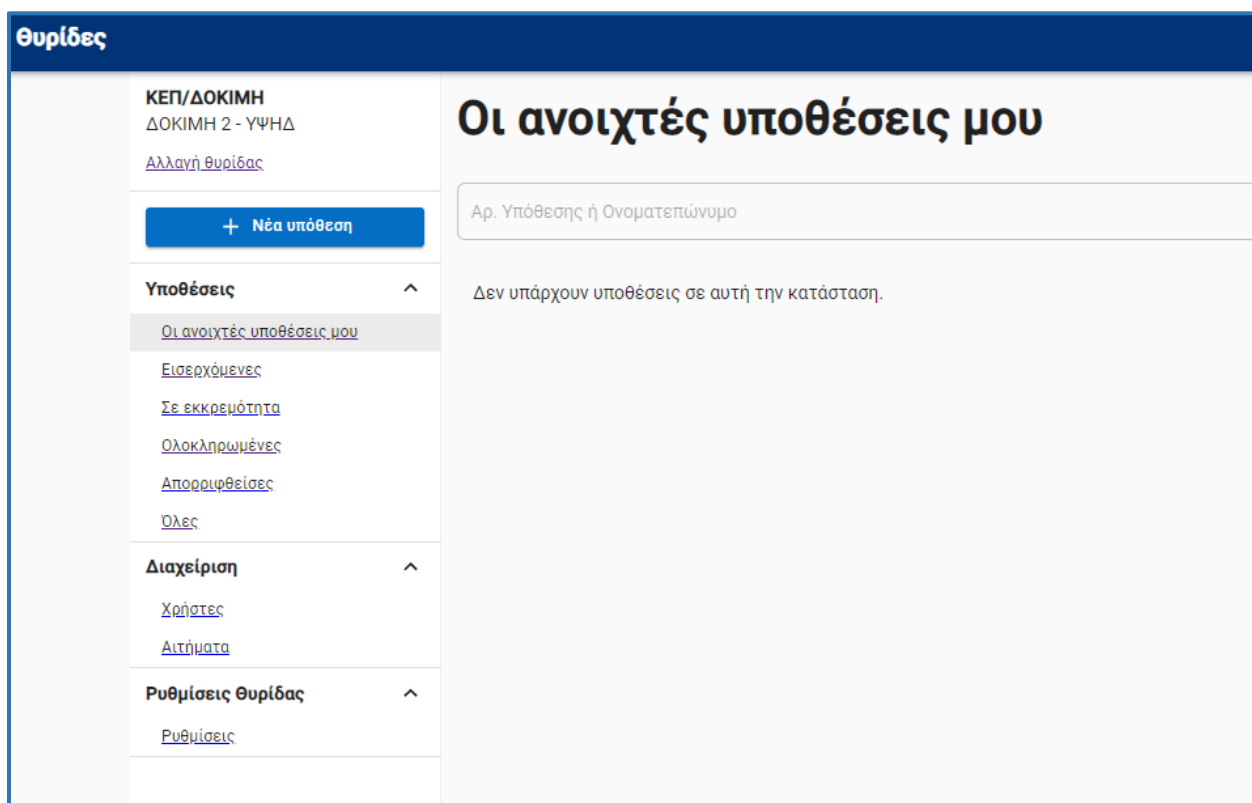 Θυρίδες
ΚΕΠ/ΔΟΚΙΜΗ
ΔΟΚΙΜΗ 2 - ΥΨΗΔ
Αλλαγή θυρίδας
+ Νέα υπόθεση
Υποθέσεις
Οι ανοιχτές υποθέσεις μου
Εισερχόμενες
Σε εκκρεμότητα
Ολοκληρωμένες
Απορριφθείσες
Όλες
Διαχείριση
Χρήστες
Αιτήματα
Ρυθμίσεις Θυρίδας
Ρυθμίσεις
Οι ανοιχτές υποθέσεις μου
Αρ. Υπόθεσης ή Ονοματεπώνυμο
Δεν υπάρχουν υποθέσεις σε αυτή την κατάσταση.